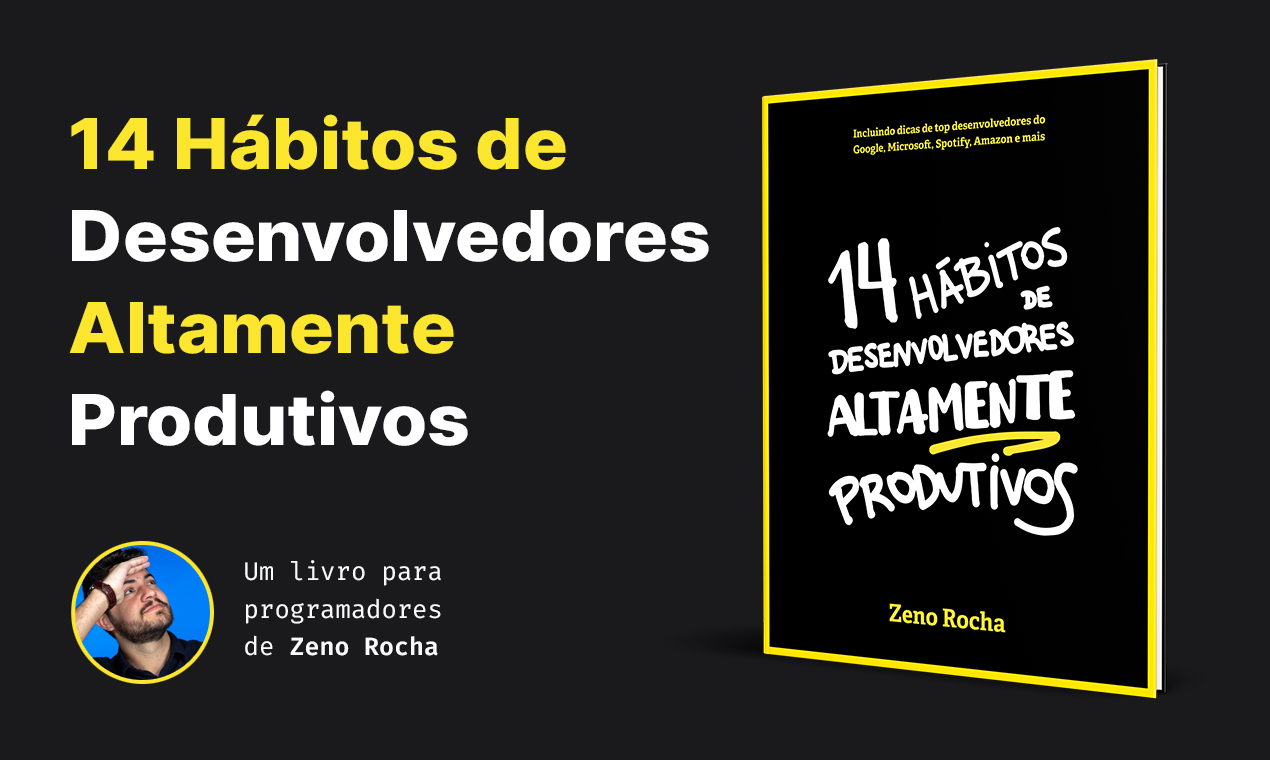 14 Hábitos de
Desenvolvedores
Altamente
Produtivos
Um livro para
programadores
de Zeno Rocha
Incluindo dicas de top desenvolvedores do
Google, Microsoft, Spotify, Amazon e mais
14 HÁBITOS
DE
DESENVOLVEDORES
ALTAMENTE
PRODUTIVOS
Zeno Rocha